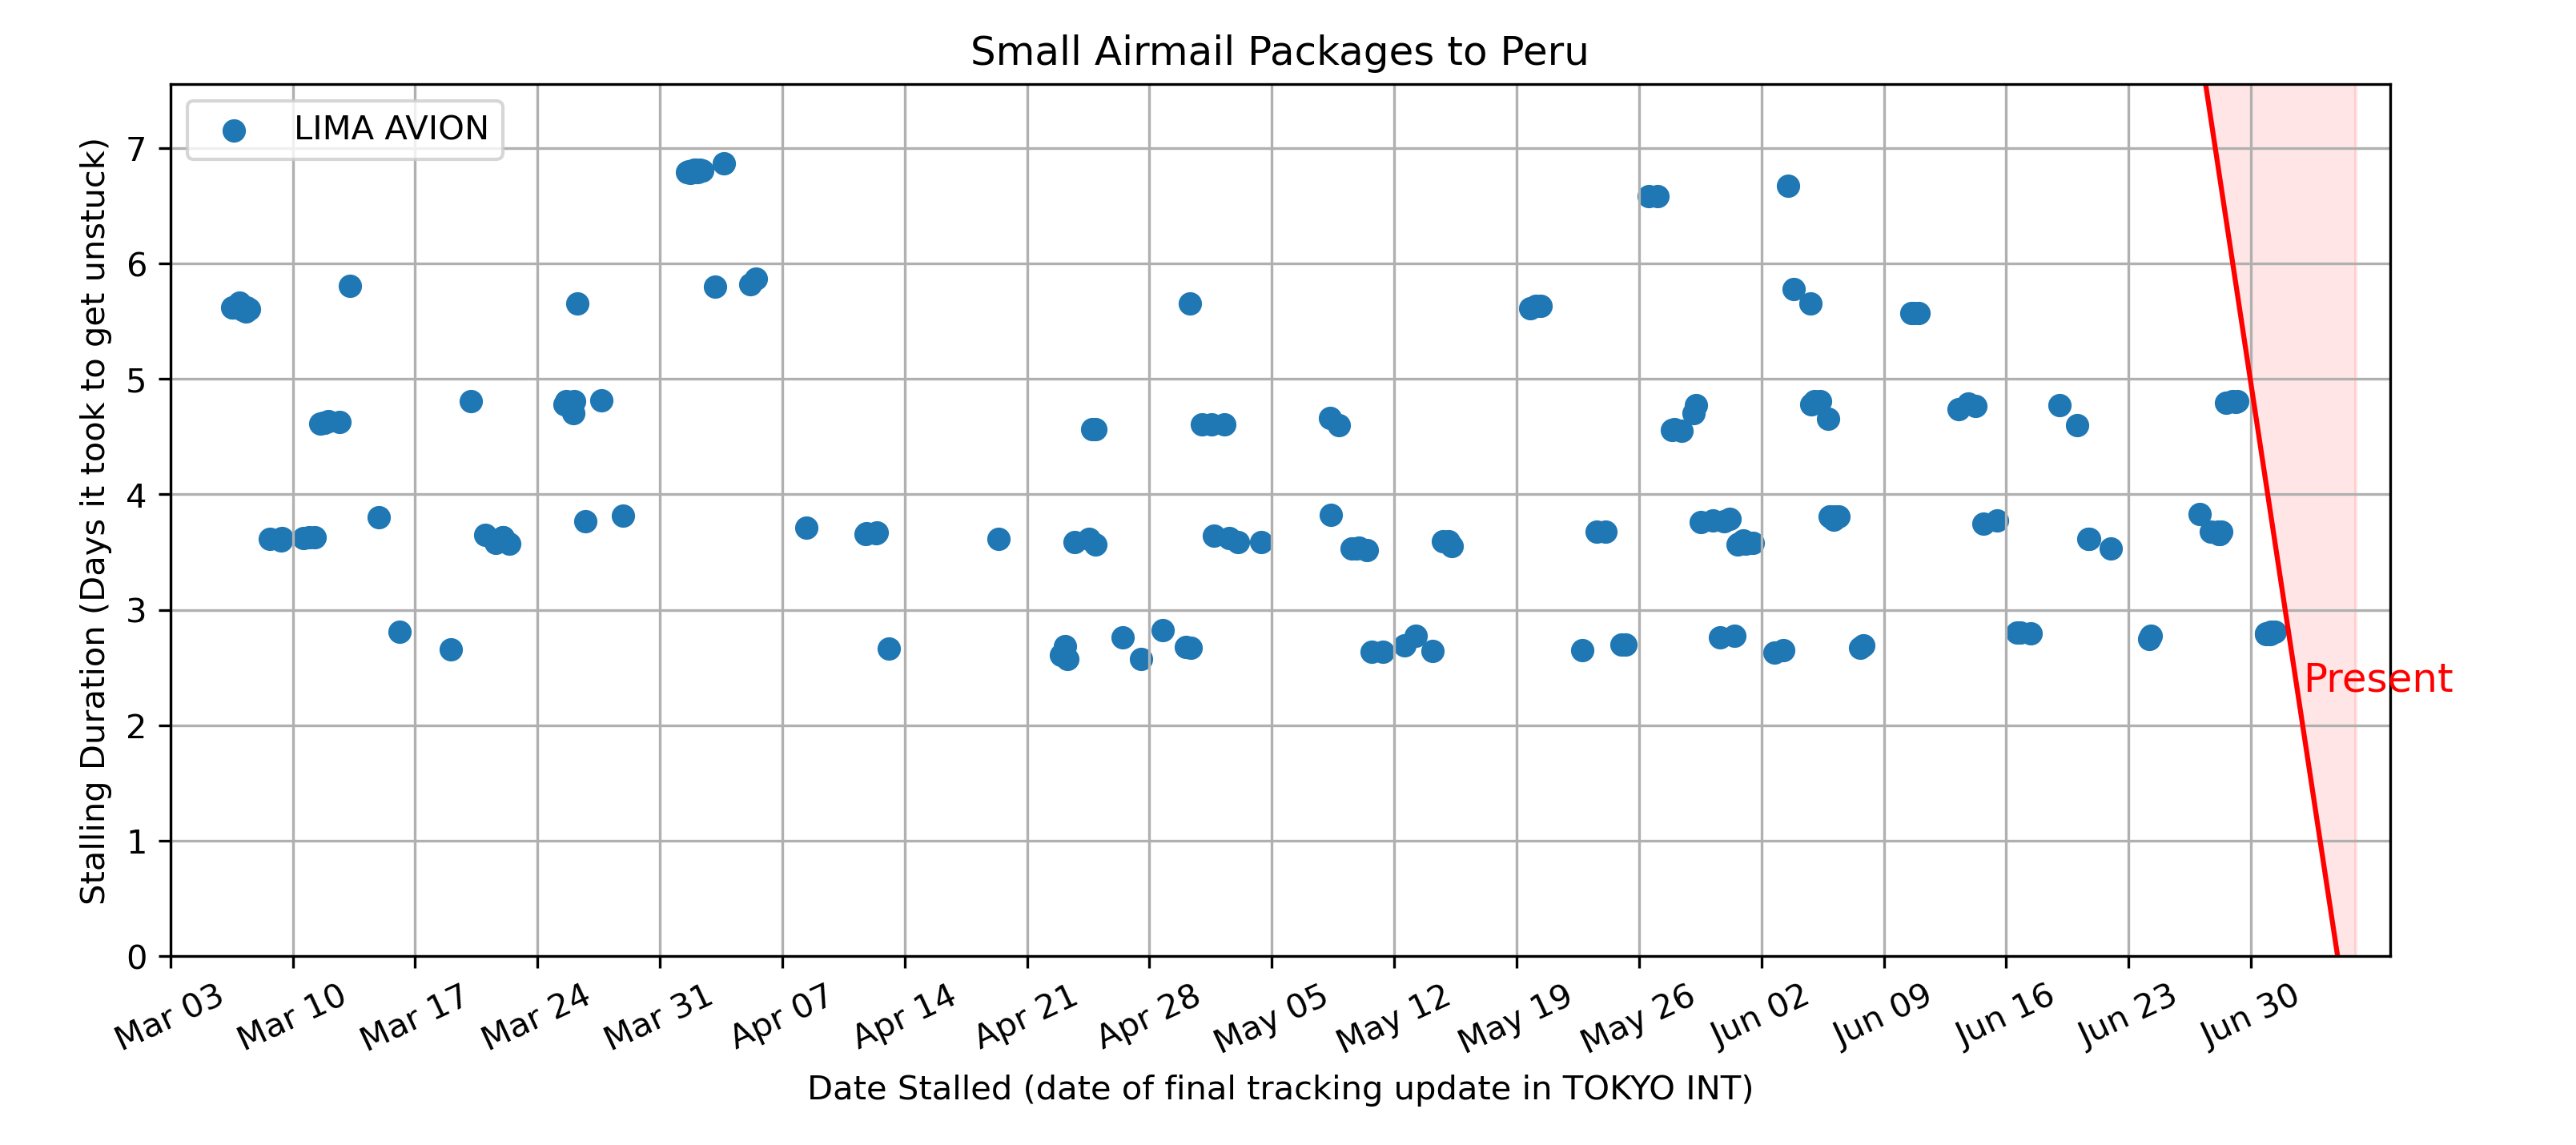 Small Airmail Packages to Peru
LIMA AVION
Stalling Duration (Days it took to get unstuck)
7
6
5
4
3
2
1
0
Present
Mar 03
Mar 10
Mar 17
Mar 24
Mar 31
Apr 07
Apr 14
Apr 21
Apr 28
May 05
May 12
May 19
May 26
Jun 02
Jun 09
Jun 16
Jun 23
Jun 30
Date Stalled (date of final tracking update in TOKYO INT)